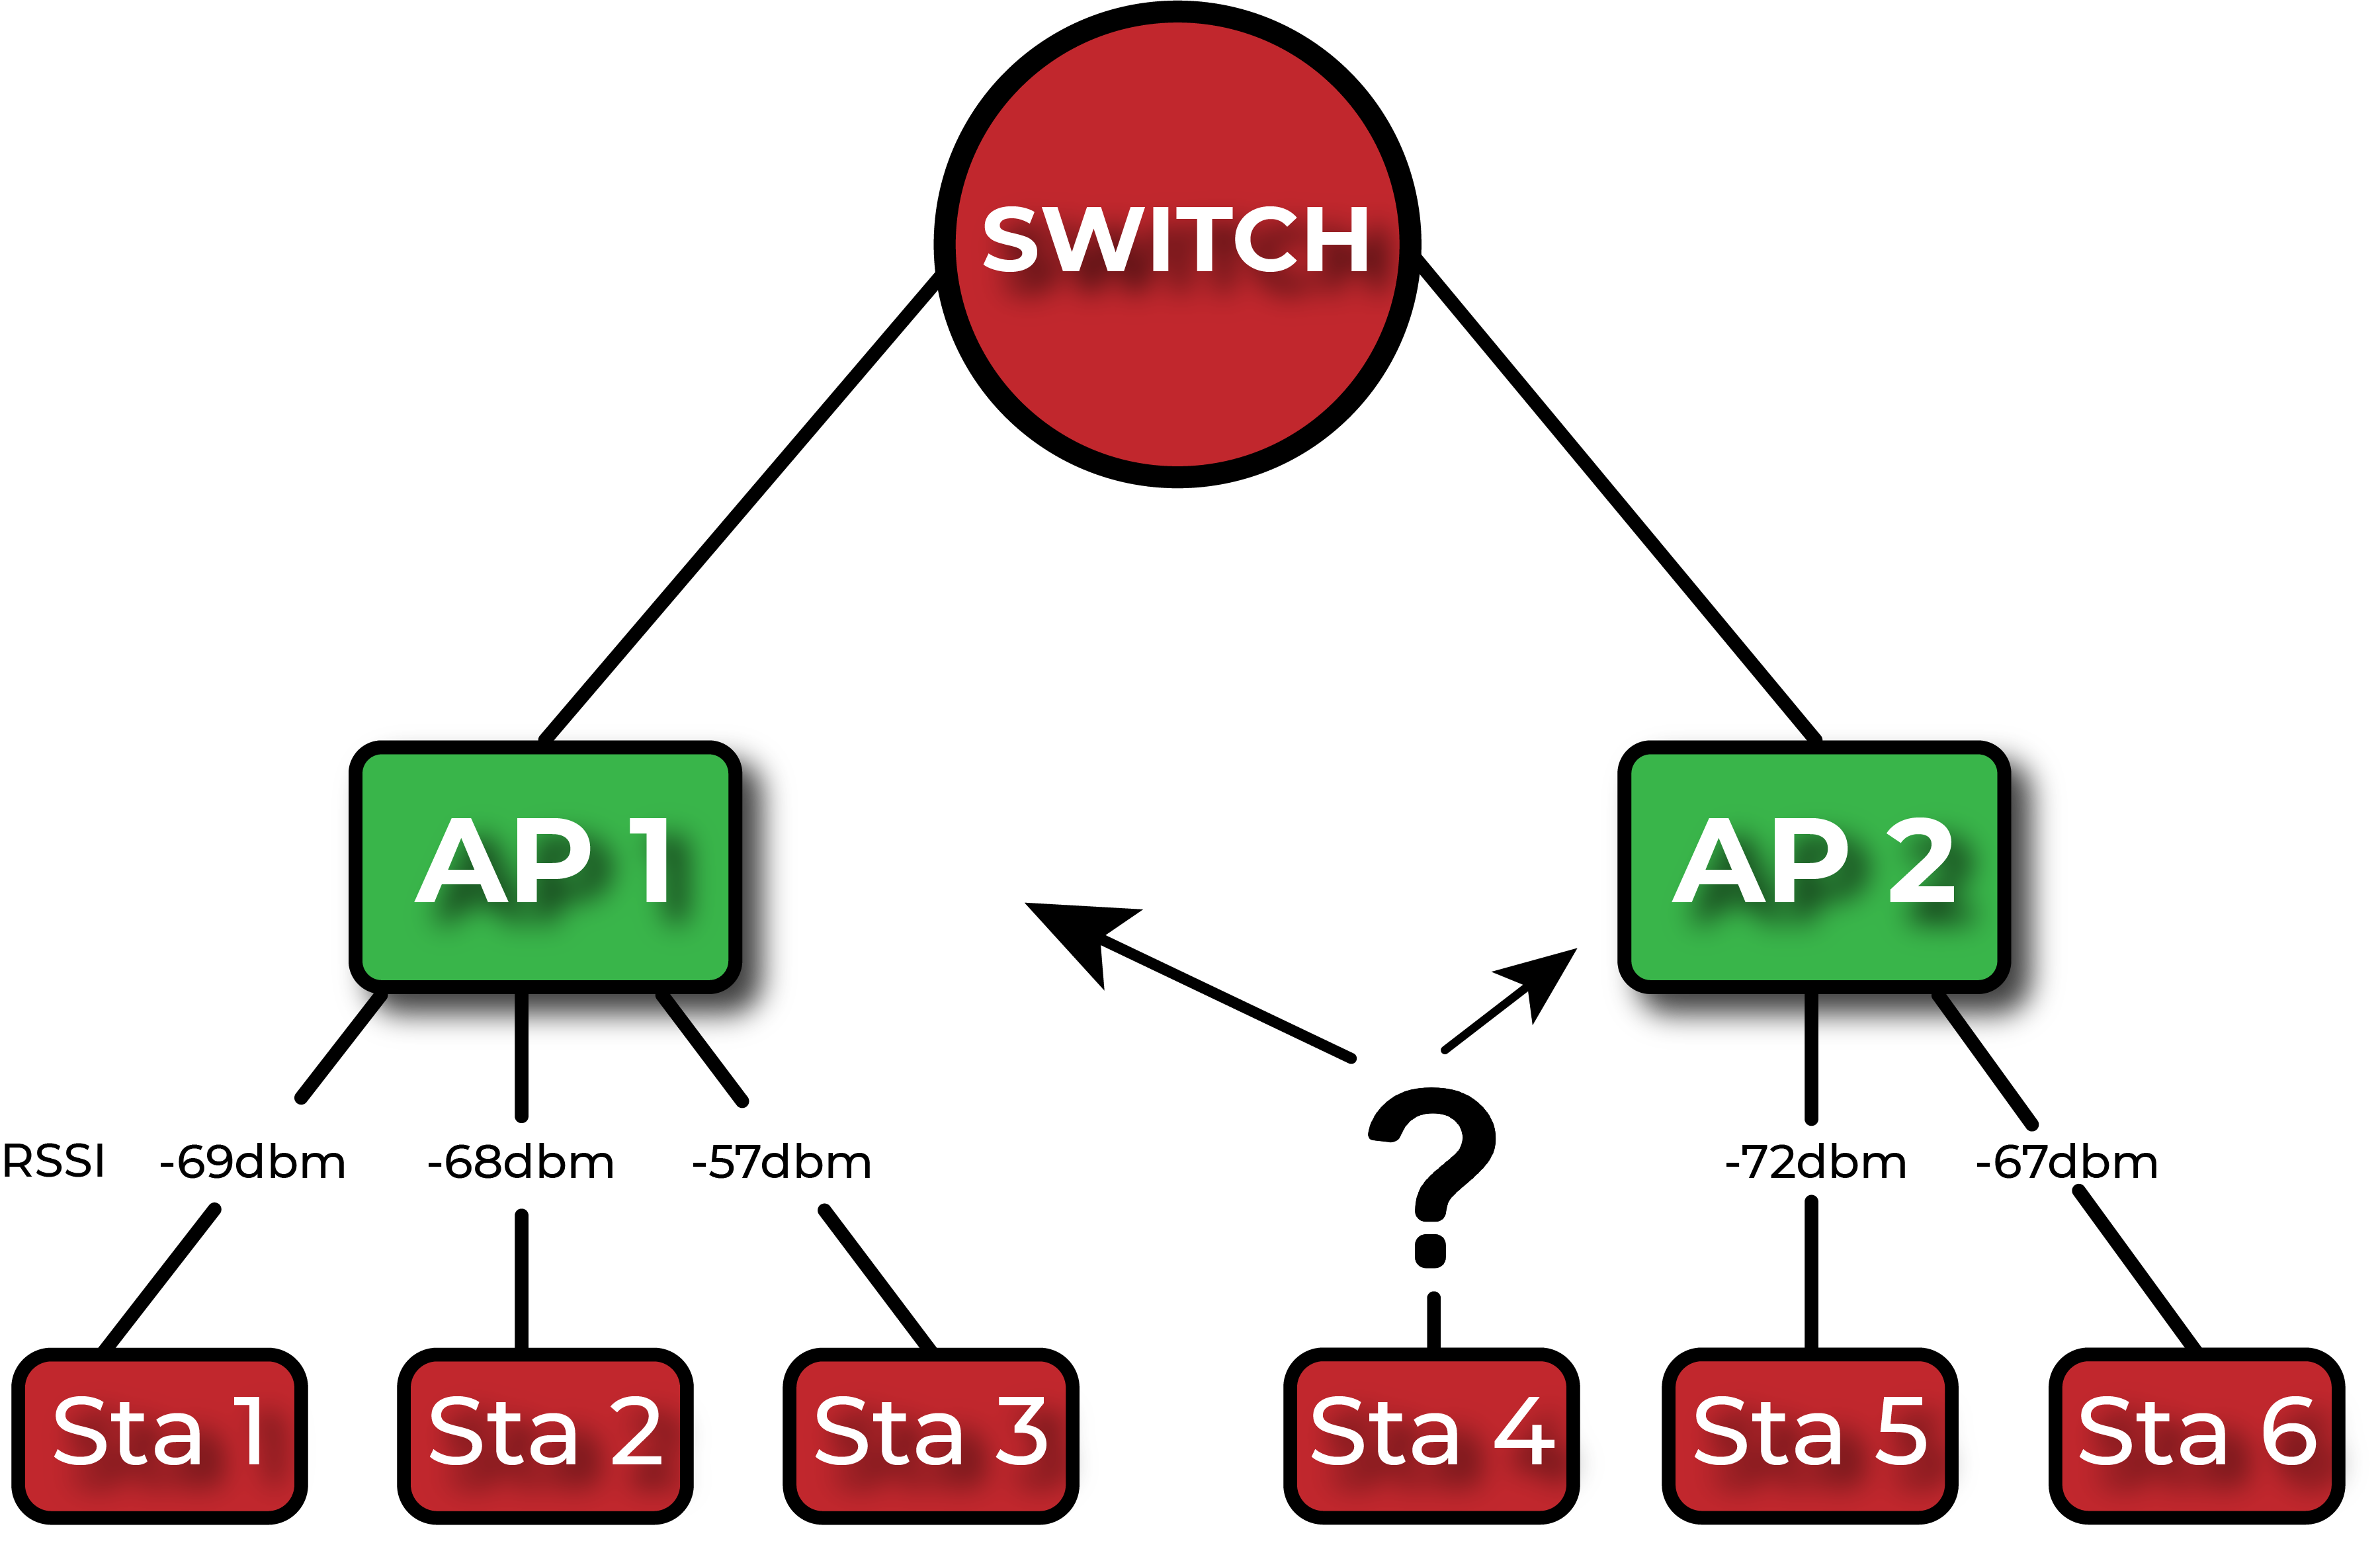 SWITCH
AP 1
AP 2
?
RSSI -69dbm -68dbm -57dbm -72dbm -67dbm
Sta 1 Sta 2 Sta 3 Sta 4 Sta 5 Sta 6